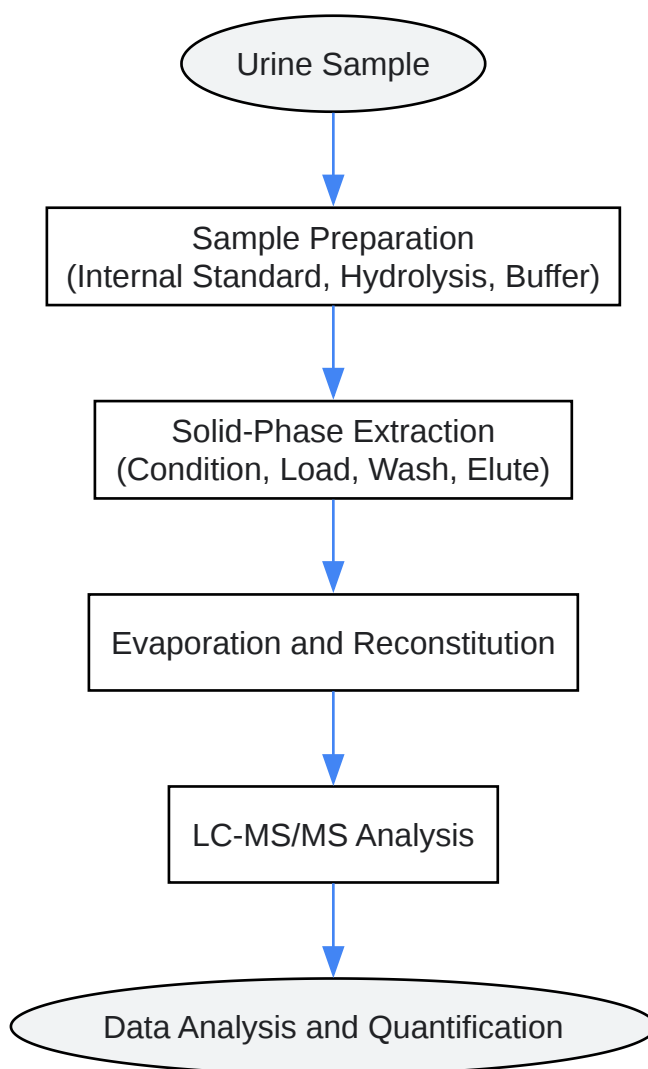 Urine Sample
Sample Preparation
(Internal Standard, Hydrolysis, Buffer)
Solid-Phase Extraction
(Condition, Load, Wash, Elute)
Evaporation and Reconstitution
LC-MS/MS Analysis
Data Analysis and Quantification